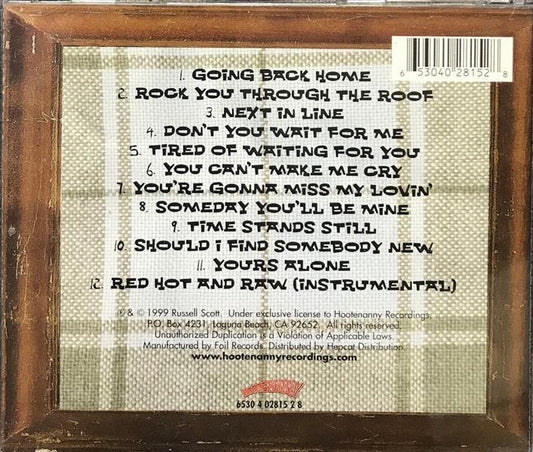 6 53040 28152 8
1. GOING BACK HOME
2. ROCK YOU THROUGH THE ROOF
3. NEXT IN LINE
4. DON'T YOU WAIT FOR ME
5. TIRED OF WAITING FOR YOU
6. YOU CAN'T MAKE ME CRY
7. YOU'RE GONNA MISS MY LOVIN'
8. SOMEDAY YOU'LL BE MINE
9. TIME STANDS STILL
10. SHOULD I FIND SOMEBODY NEW
11. YOURS ALONE
12. RED HOT AND RAW (INSTRUMENTAL)
℗ & © 1999 Russell Scott. Under exclusive license to Hootenanny Recordings,
P.O. Box 4231, Laguna Beach, CA 92652. All rights reserved.
Unauthorized Duplication is a Violation of Applicable Laws.
Manufactured by Foil Records. Distributed by Hepcat Distribution.
www.hootenannyrecordings.com
6530 4 02815 2 8